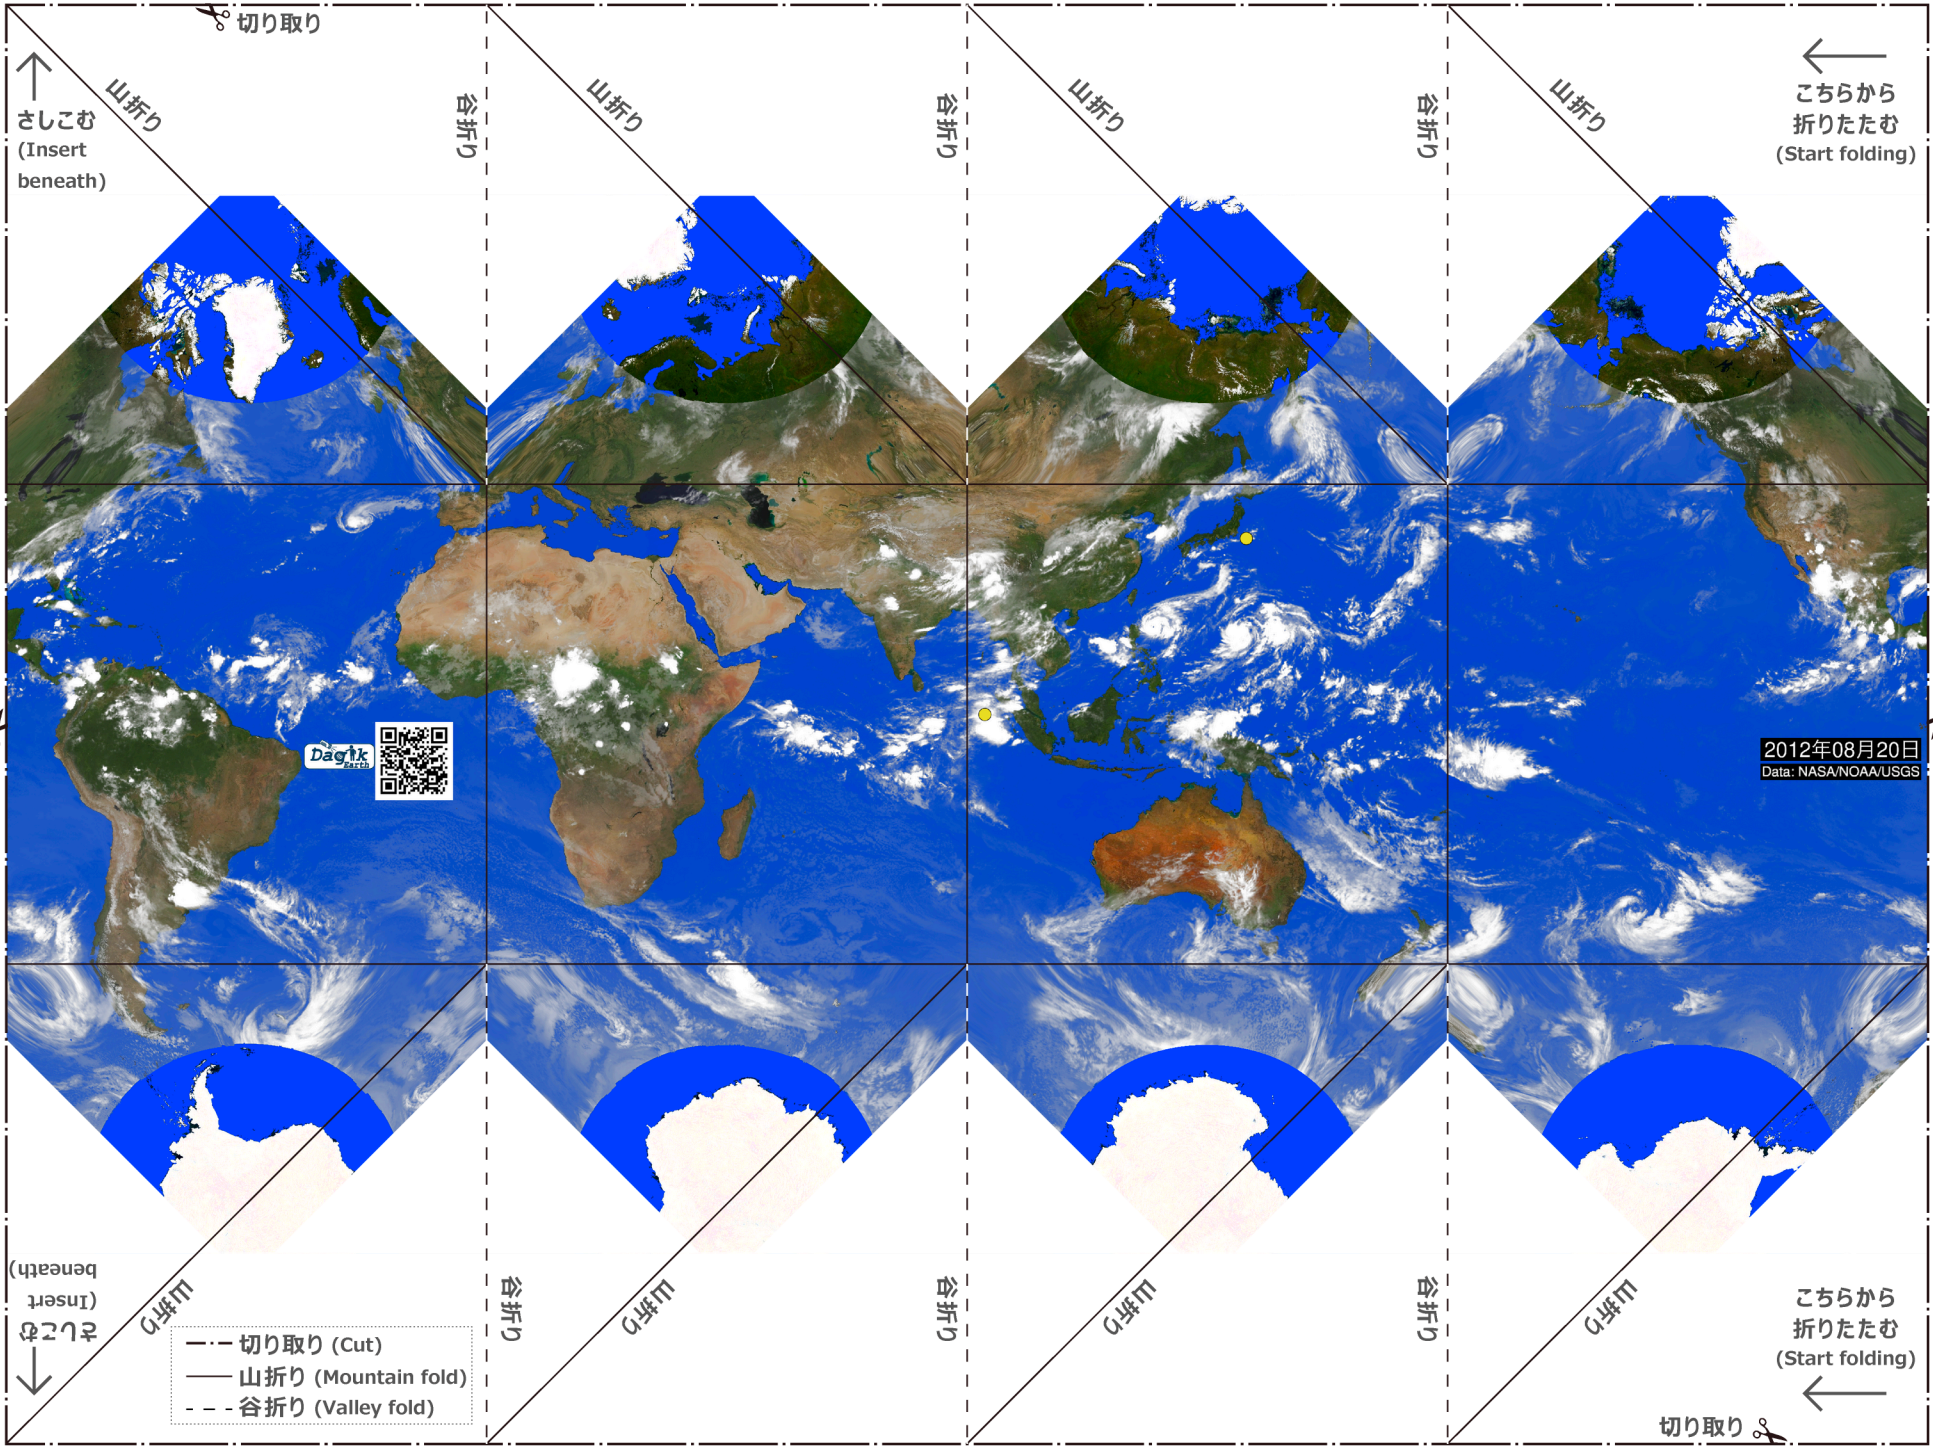 切り取り
山折り
谷折り
山折り
谷折り
山折り
谷折り
山折り
さしこむ
(Insert
beneath)
こちらから
折りたたむ
(Start folding)
Dagik
Earth
2012年08月20日
Data: NASA/NOAA/USGS
さしこむ
(Insert
beneath)
山折り
谷折り
山折り
谷折り
山折り
谷折り
山折り
こちらから
折りたたむ
(Start folding)
切り取り (Cut)
山折り (Mountain fold)
谷折り (Valley fold)
切り取り